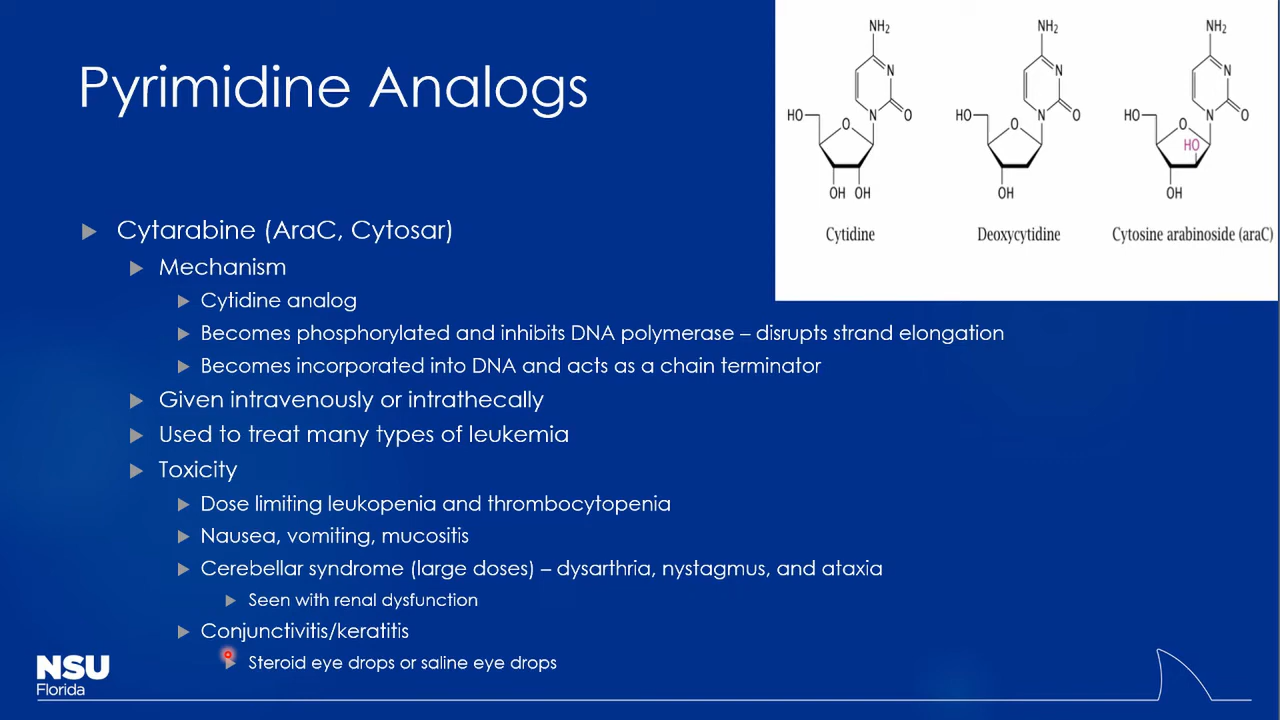 Pyrimidine Analogs
NH₂
N
N
O
HO
O
OH OH
Cytidine
NH₂
N
N
O
HO
O
OH
Deoxycytidine
NH₂
N
N
O
HO
O
HO
OH
Cytosine arabinoside (araC)
Cytarabine (AraC, Cytosar)
Mechanism
Cytidine analog
Becomes phosphorylated and inhibits DNA polymerase – disrupts strand elongation
Becomes incorporated into DNA and acts as a chain terminator
Given intravenously or intrathecally
Used to treat many types of leukemia
Toxicity
Dose limiting leukopenia and thrombocytopenia
Nausea, vomiting, mucositis
Cerebellar syndrome (large doses) – dysarthria, nystagmus, and ataxia
Seen with renal dysfunction
Conjunctivitis/keratitis
Steroid eye drops or saline eye drops
NSU
Florida